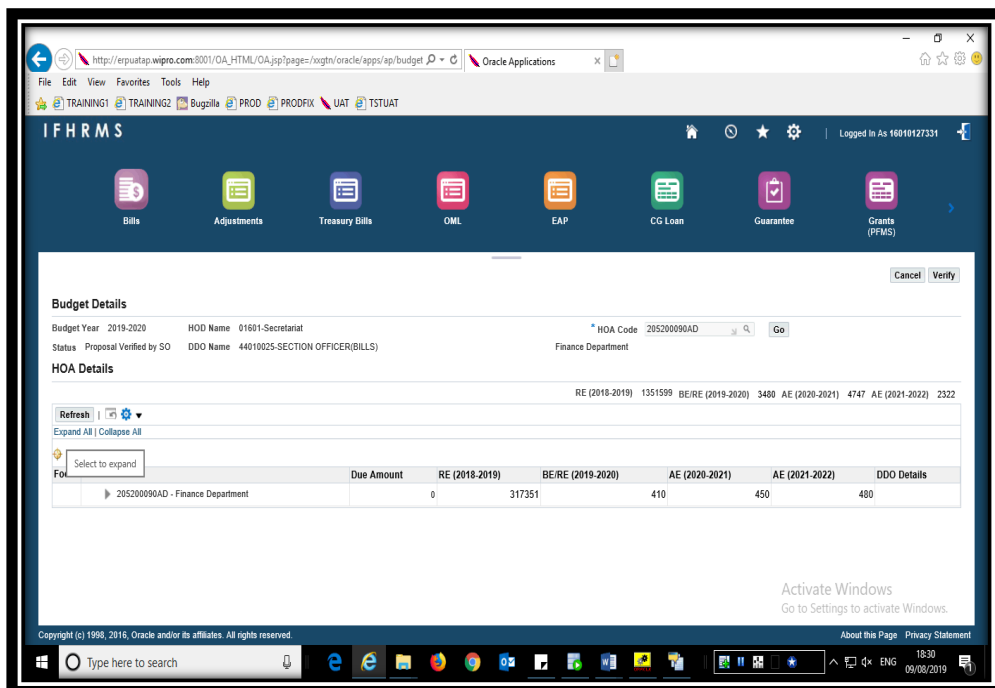 http://erpuatap.wipro.com:8001/OA_HTML/OA.jsp?page=/xxgtn/oracle/apps/ap/budget
Oracle Applications
File Edit View Favorites Tools Help
TRAINING1 TRAINING2 Bugzilla PROD PRODFIX UAT TSTUAT
IFHRMS
Logged In As 16010127331
Bills Adjustments Treasury Bills OML EAP CG Loan Guarantee Grants (PFMS)
Cancel Verify
Budget Details
Budget Year 2019-2020 HOD Name 01601-Secretariat * HOA Code 205200090AD Go
Status Proposal Verified by SO DDO Name 44010025-SECTION OFFICER(BILLS) Finance Department
HOA Details
RE (2018-2019) 1351599 BE/RE (2019-2020) 3480 AE (2020-2021) 4747 AE (2021-2022) 2322
Refresh |
Expand All | Collapse All
Select to expand
Due Amount RE (2018-2019) BE/RE (2019-2020) AE (2020-2021) AE (2021-2022) DDO Details
205200090AD - Finance Department 0 317351 410 450 480
Activate Windows
Go to Settings to activate Windows.
Copyright (c) 1998, 2016, Oracle and/or its affiliates. All rights reserved. About this Page Privacy Statement
Type here to search ENG 18:30
09/08/2019